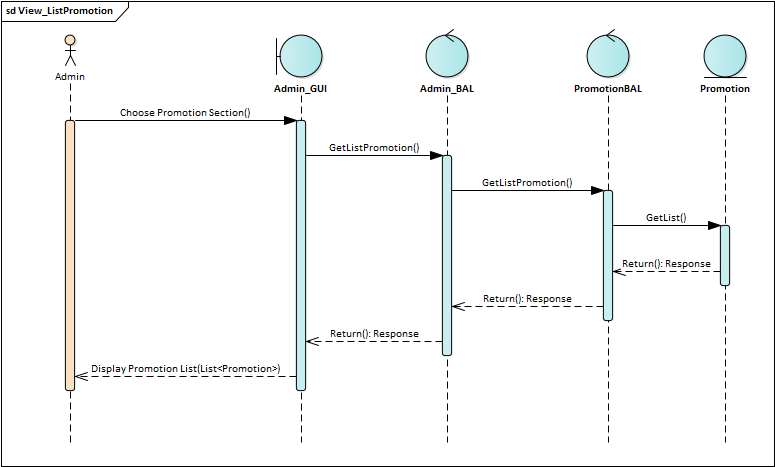 sd View_ListPromotion
Admin
Admin_GUI
Admin_BAL
PromotionBAL
Promotion
Choose Promotion Section()
GetListPromotion()
GetListPromotion()
GetList()
Return(): Response
Return(): Response
Return(): Response
Display Promotion List(List<Promotion>)